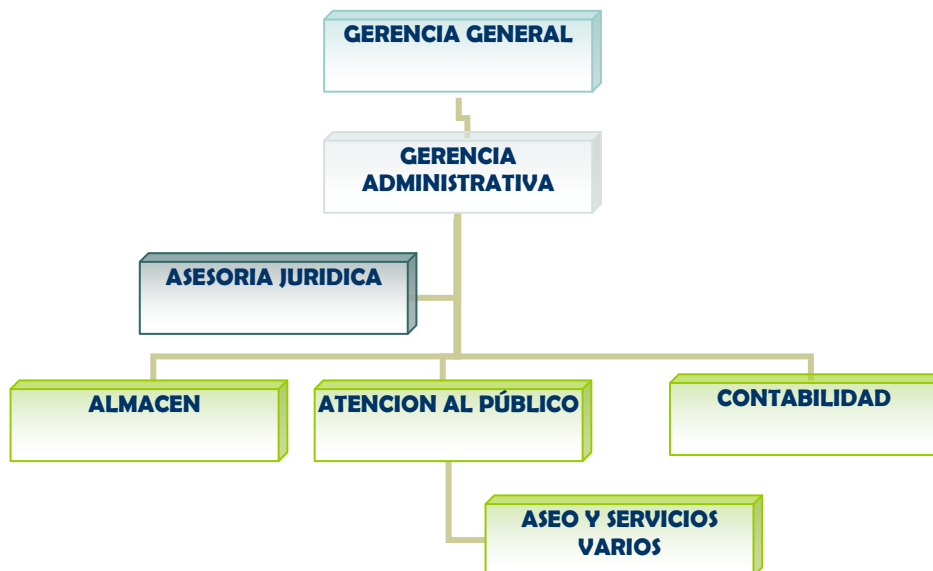 GERENCIA GENERAL
GERENCIA
ADMINISTRATIVA
ASESORIA JURIDICA
ALMACEN
ATENCION AL PÚBLICO
CONTABILIDAD
ASEO Y SERVICIOS
VARIOS